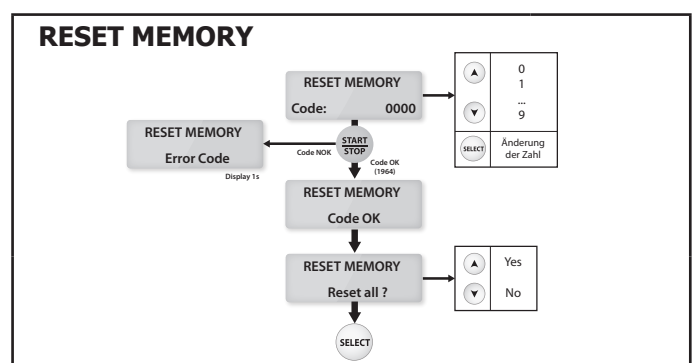 RESET MEMORY
RESET MEMORY
Code: 0000
0
1
...
9
SELECT
Änderung
der Zahl
START
STOP
Code NOK
Code OK
(1964)
RESET MEMORY
Error Code
Display 1s
RESET MEMORY
Code OK
RESET MEMORY
Reset all ?
Yes
No
SELECT